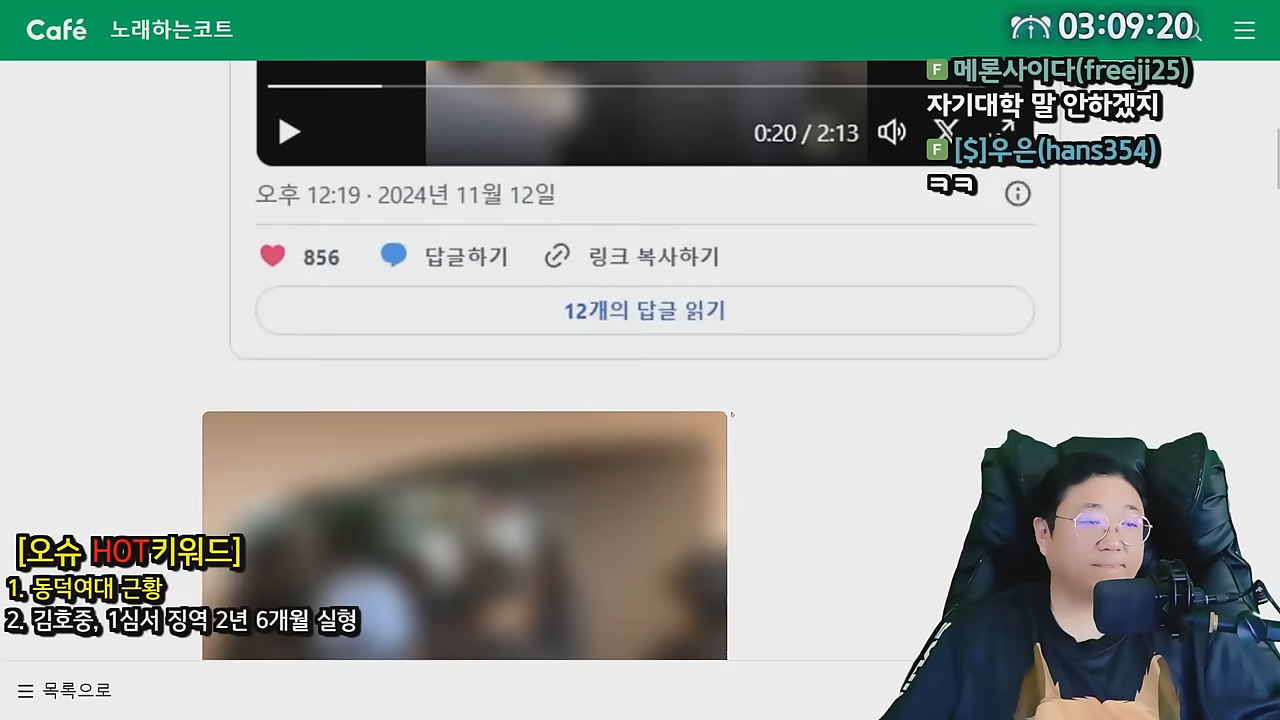 Café 노래하는코트
03:09:20
F 메론사이다(freeji25)
자기대학 말 안하겠지
F [$]우은(hans354)
ㅋㅋ
0:20 / 2:13
오후 12:19 · 2024년 11월 12일
856 답글하기 링크 복사하기
12개의 답글 읽기
[오슈 HOT키워드]
1. 동덕여대 근황
2. 김호중, 1심서 징역 2년 6개월 실형
목록으로